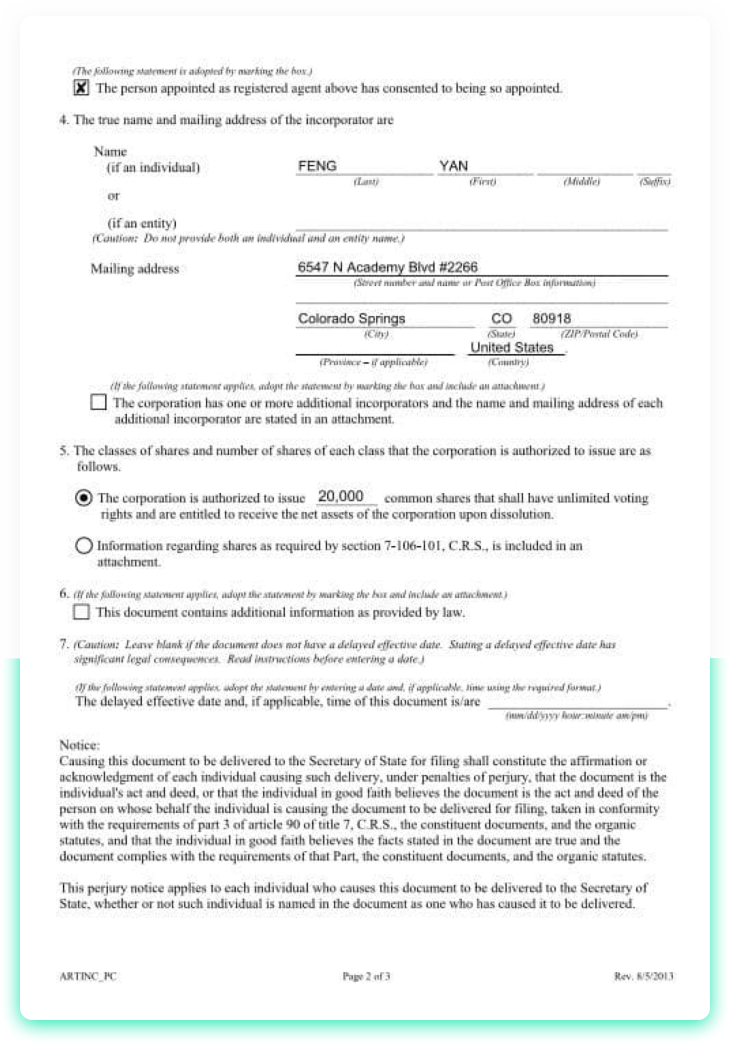 (The following statement is adopted by marking the box.)
The person appointed as registered agent above has consented to being so appointed.
4. The true name and mailing address of the incorporator are
Name
(if an individual) FENG YAN
(Last) (First) (Middle) (Suffix)
or
(if an entity)
(Caution: Do not provide both an individual and an entity name.)
Mailing address 6547 N Academy Blvd #2266
(Street number and name or Post Office Box information)
Colorado Springs CO 80918
(City) (State) (ZIP/Postal Code)
United States .
(Province – if applicable) (Country)
(If the following statement applies, adopt the statement by marking the box and include an attachment.)
The corporation has one or more additional incorporators and the name and mailing address of each
additional incorporator are stated in an attachment.
5. The classes of shares and number of shares of each class that the corporation is authorized to issue are as
follows.
The corporation is authorized to issue 20,000 common shares that shall have unlimited voting
rights and are entitled to receive the net assets of the corporation upon dissolution.
Information regarding shares as required by section 7-106-101, C.R.S., is included in an
attachment.
6. (If the following statement applies, adopt the statement by marking the box and include an attachment.)
This document contains additional information as provided by law.
7. (Caution: Leave blank if the document does not have a delayed effective date. Stating a delayed effective date has
significant legal consequences. Read instructions before entering a date.)
(If the following statement applies, adopt the statement by entering a date and, if applicable, time using the required format.)
The delayed effective date and, if applicable, time of this document is/are .
(mm/dd/yyyy hour:minute am/pm)
Notice:
Causing this document to be delivered to the Secretary of State for filing shall constitute the affirmation or
acknowledgment of each individual causing such delivery, under penalties of perjury, that the document is the
individual's act and deed, or that the individual in good faith believes the document is the act and deed of the
person on whose behalf the individual is causing the document to be delivered for filing, taken in conformity
with the requirements of part 3 of article 90 of title 7, C.R.S., the constituent documents, and the organic
statutes, and that the individual in good faith believes the facts stated in the document are true and the
document complies with the requirements of that Part, the constituent documents, and the organic statutes.
This perjury notice applies to each individual who causes this document to be delivered to the Secretary of
State, whether or not such individual is named in the document as one who has caused it to be delivered.
ARTINC_PC Page 2 of 3 Rev. 8/5/2013